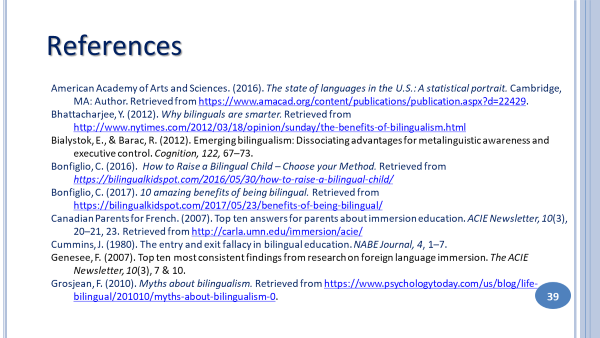 References
American Academy of Arts and Sciences. (2016). The state of languages in the U.S.: A statistical portrait. Cambridge,
MA: Author. Retrieved from https://www.amacad.org/content/publications/publication.aspx?d=22429.
Bhattacharjee, Y. (2012). Why bilinguals are smarter. Retrieved from
http://www.nytimes.com/2012/03/18/opinion/sunday/the-benefits-of-bilingualism.html
Bialystok, E., & Barac, R. (2012). Emerging bilingualism: Dissociating advantages for metalinguistic awareness and
executive control. Cognition, 122, 67–73.
Bonfiglio, C. (2016). How to Raise a Bilingual Child – Choose your Method. Retrieved from
https://bilingualkidspot.com/2016/05/30/how-to-raise-a-bilingual-child/
Bonfiglio, C. (2017). 10 amazing benefits of being bilingual. Retrieved from
https://bilingualkidspot.com/2017/05/23/benefits-of-being-bilingual/
Canadian Parents for French. (2007). Top ten answers for parents about immersion education. ACIE Newsletter, 10(3),
20–21, 23. Retrieved from http://carla.umn.edu/immersion/acie/
Cummins, J. (1980). The entry and exit fallacy in bilingual education. NABE Journal, 4, 1–7.
Genesee, F. (2007). Top ten most consistent findings from research on foreign language immersion. The ACIE
Newsletter, 10(3), 7 & 10.
Grosjean, F. (2010). Myths about bilingualism. Retrieved from https://www.psychologytoday.com/us/blog/life-
bilingual/201010/myths-about-bilingualism-0.
39